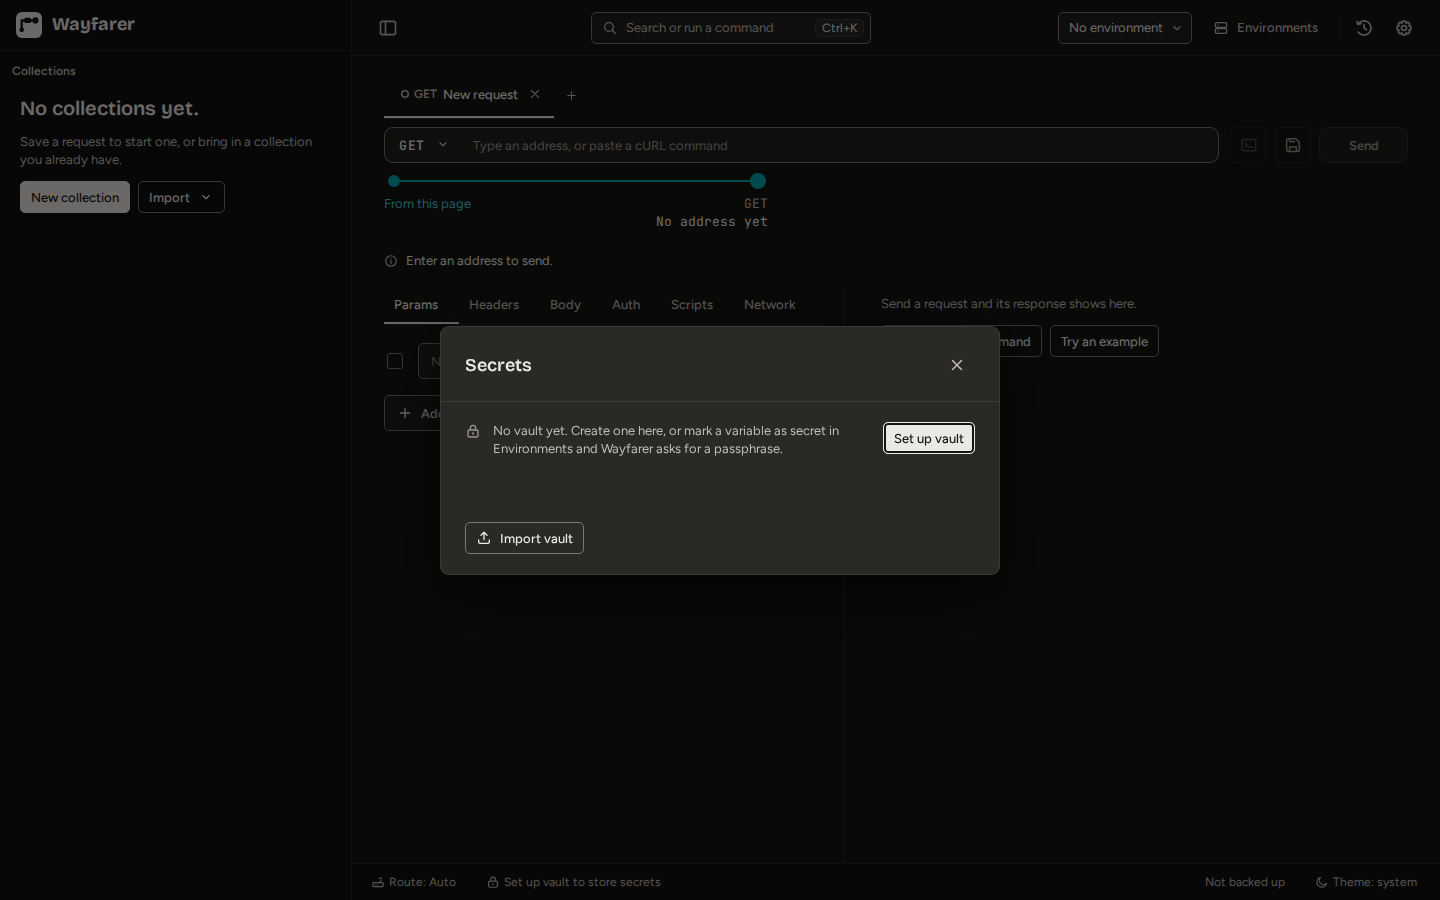 Wayfarer
Search or run a command
Ctrl+K
No environment
Environments
Collections
No collections yet.
Save a request to start one, or bring in a collection
you already have.
New collection
Import
GET New request
GET
Type an address, or paste a cURL command
Send
From this page
GET
No address yet
Enter an address to send.
Params
Headers
Body
Auth
Scripts
Network
Send a request and its response shows here.
Try an example
Secrets
No vault yet. Create one here, or mark a variable as secret in
Environments and Wayfarer asks for a passphrase.
Set up vault
Import vault
Route: Auto
Set up vault to store secrets
Not backed up
Theme: system